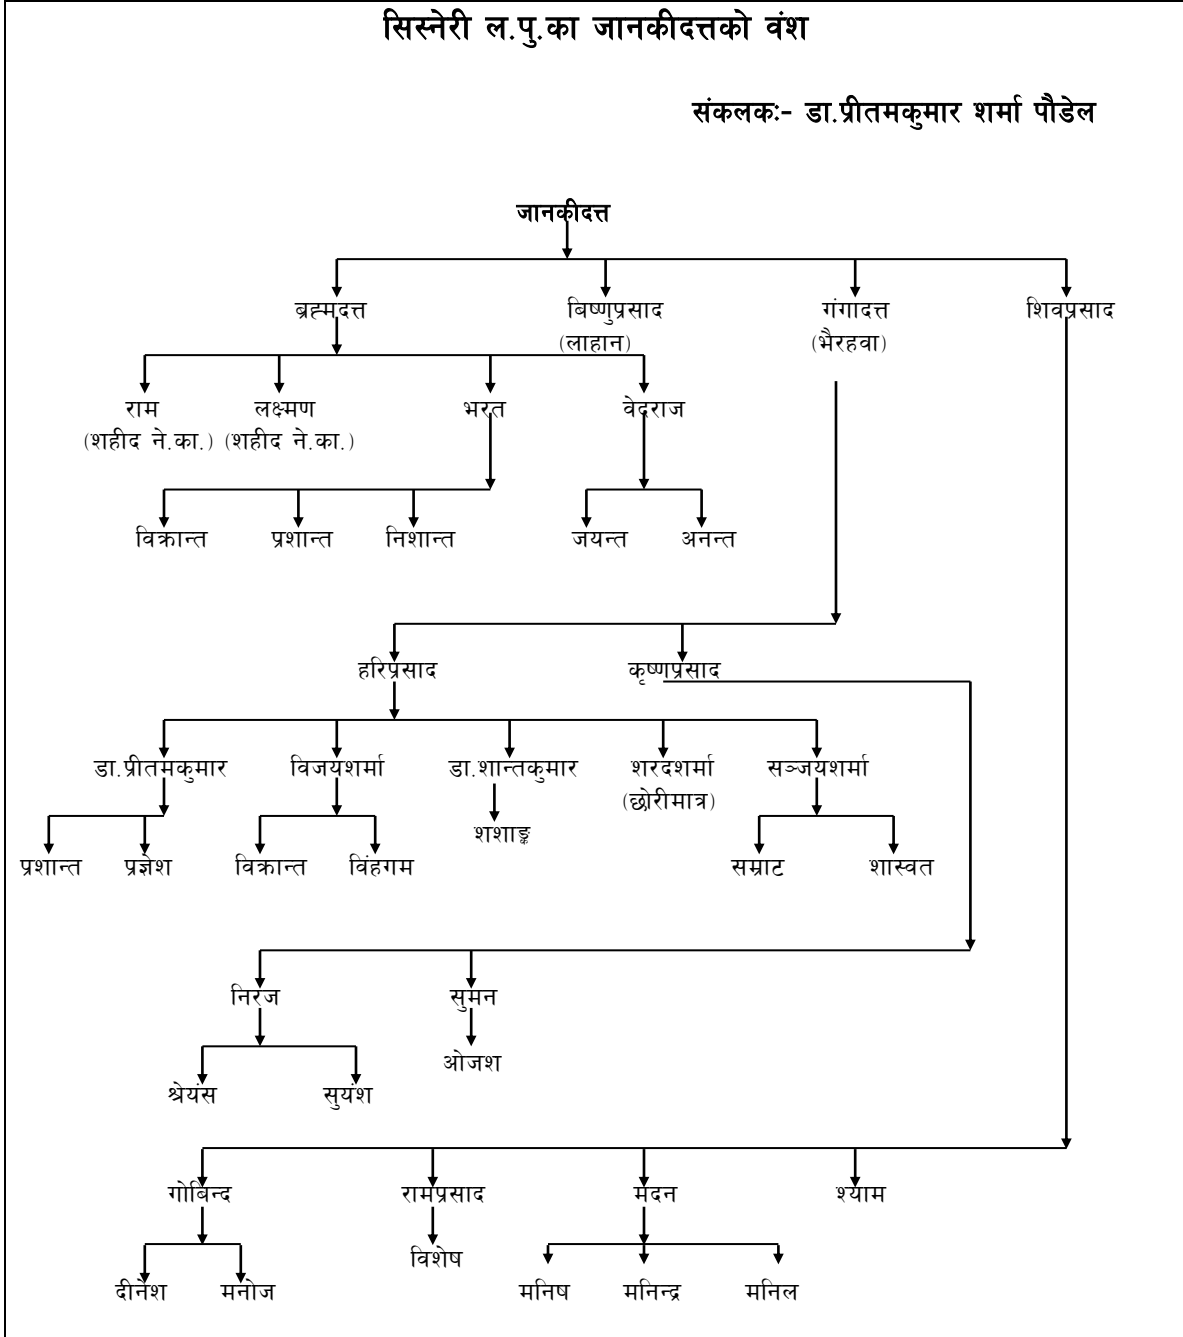 सिस्नेरी ल.पु.का जानकीदत्तको वंश
संकलकः- डा.प्रीतमकुमार शर्मा पौडेल
जानकीदत्त
ब्रह्मदत्त बिष्णुप्रसाद गंगादत्त शिवप्रसाद
(लाहान) (भैरहवा)
राम लक्ष्मण भरत वेदराज
(शहीद ने.का.) (शहीद ने.का.)
विक्रान्त प्रशान्त निशान्त जयन्त अनन्त
हरिप्रसाद कृष्णप्रसाद
डा.प्रीतमकुमार विजयशर्मा डा.शान्तकुमार शरदशर्मा सञ्जयशर्मा
(छोरीमात्र)
शशाङ्क
प्रशान्त प्रज्ञेश विक्रान्त विंहगम सम्राट शास्वत
निरज सुमन
ओजश
श्रेयंस सुयंश
गोबिन्द रामप्रसाद मदन श्याम
विशेष
दीनेश मनोज मनिष मनिन्द्र मनिल